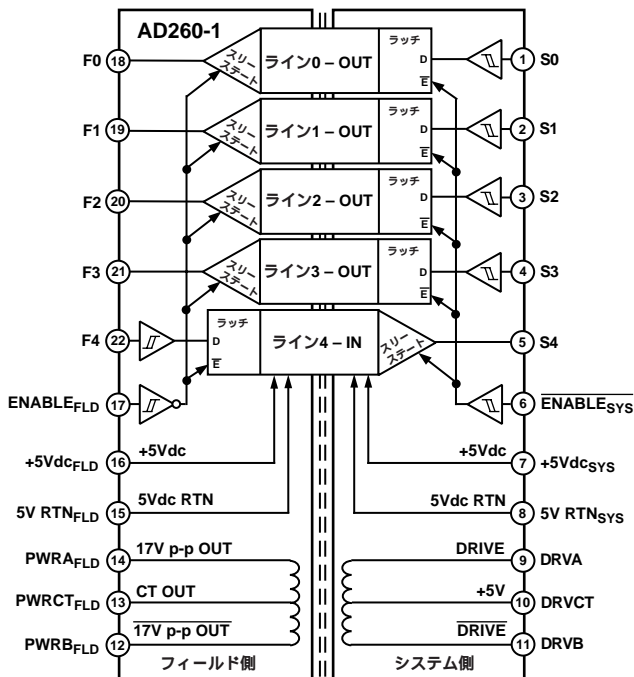 AD260-1
F0 18 スリーステート ライン0 – OUT ラッチ D E̅ 1 S0
F1 19 スリーステート ライン1 – OUT ラッチ D E̅ 2 S1
F2 20 スリーステート ライン2 – OUT ラッチ D E̅ 3 S2
F3 21 スリーステート ライン3 – OUT ラッチ D E̅ 4 S3
F4 22 ラッチ D E̅ ライン4 – IN スリーステート 5 S4
ENABLEFLD 17 6 E̅N̅A̅B̅L̅E̅S̅Y̅S̅
+5VdcFLD 16 +5Vdc +5Vdc 7 +5VdcSYS
5V RTNFLD 15 5Vdc RTN 5Vdc RTN 8 5V RTNSYS
PWRAFLD 14 17V p-p OUT DRIVE 9 DRVA
PWRCTFLD 13 CT OUT +5V 10 DRVCT
PWRBFLD 12 1̅7̅V̅ p̅-̅p̅ O̅U̅T̅ D̅R̅I̅V̅E̅ 11 DRVB
フィールド側 システム側